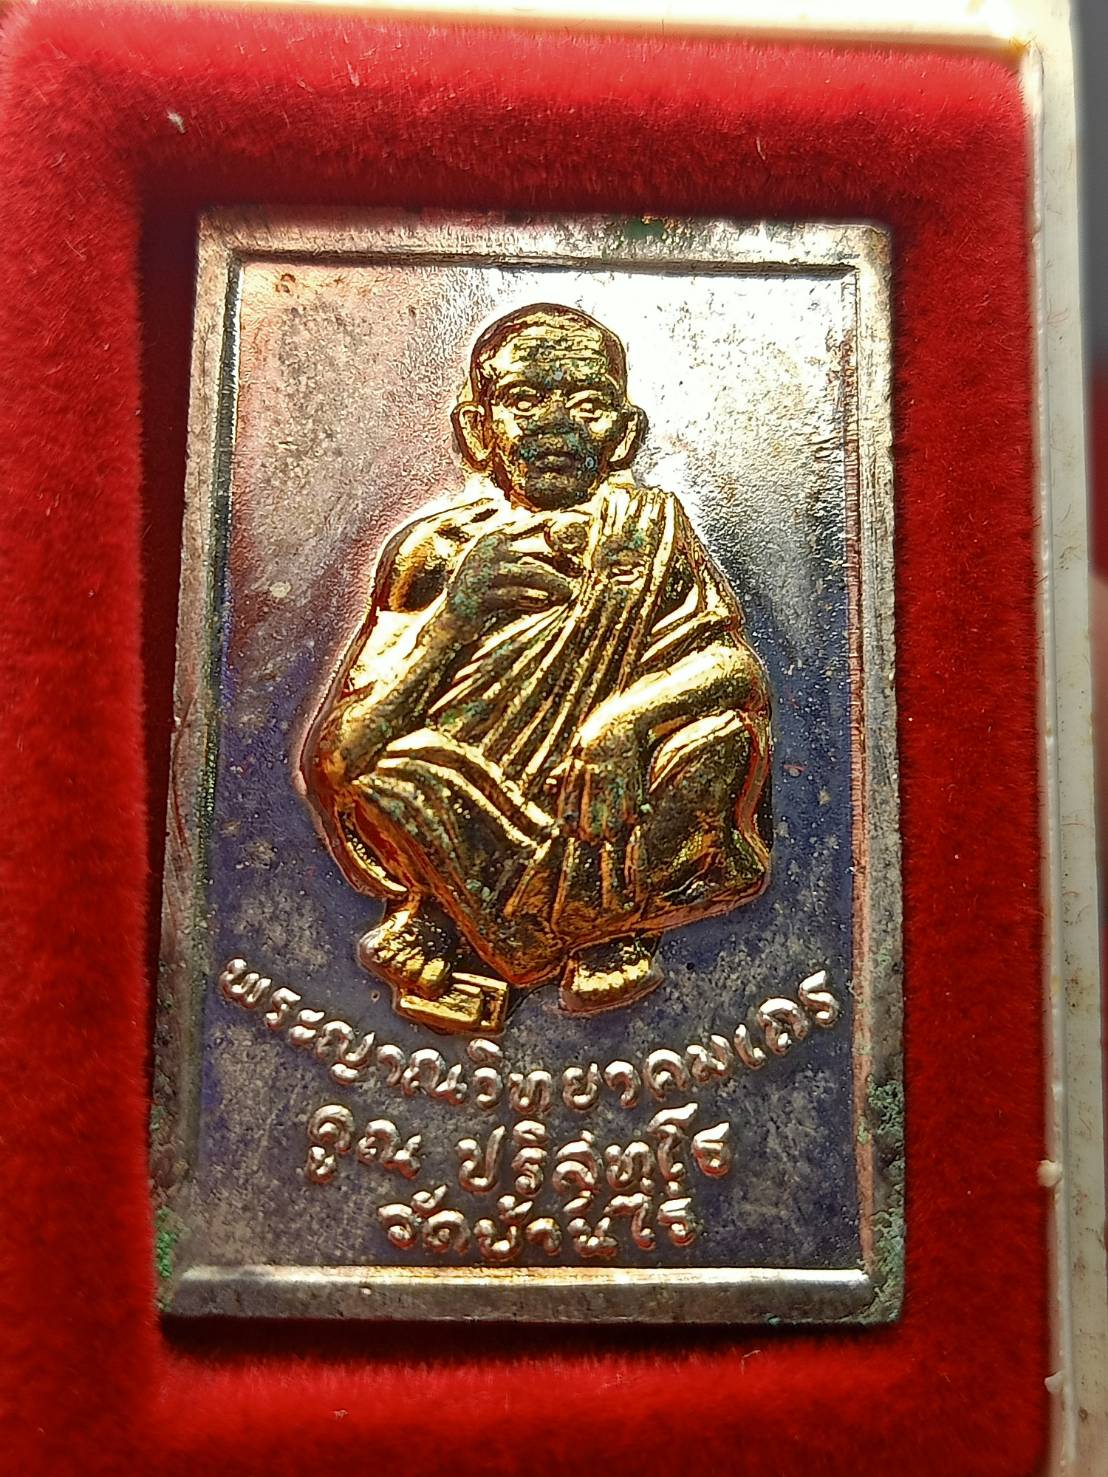 พระญาณวิทยาคมเถร
คูณ ปริสุทฺโธ
วัดบ้านไร่